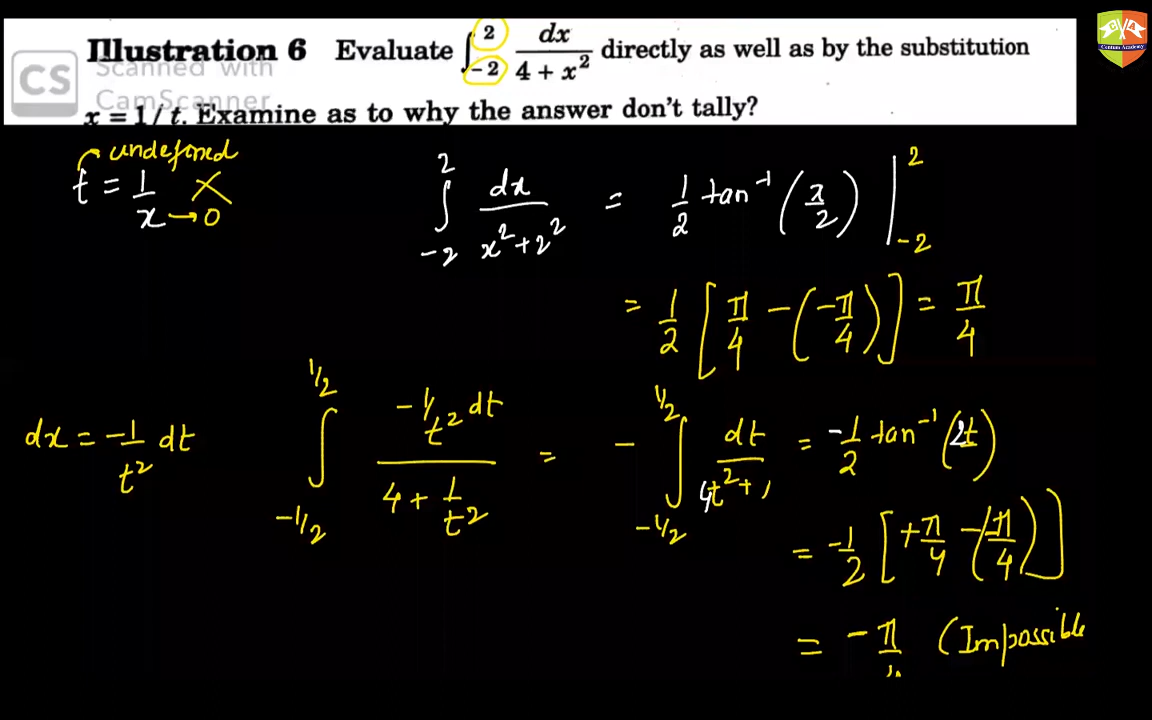 Illustration 6 Evaluate ∫_{-2}^{2} dx/(4 + x²) directly as well as by the substitution
CS Scanned with CamScanner
x = 1/t. Examine as to why the answer don't tally?
Centum Academy
undefined
t = 1/x ✗
x → 0
∫_{-2}^{2} dx/(x² + 2²) = 1/2 tan⁻¹(x/2) |_{-2}^{2}
= 1/2 [π/4 - (-π/4)] = π/4
dx = -1/t² dt
∫_{-1/2}^{1/2} (-1/t² dt)/(4 + 1/t²) = - ∫_{-1/2}^{1/2} dt/(4t² + 1) = -1/2 tan⁻¹(2t)
= -1/2 [+π/4 - (-π/4)]
= -π/4 (Impossible